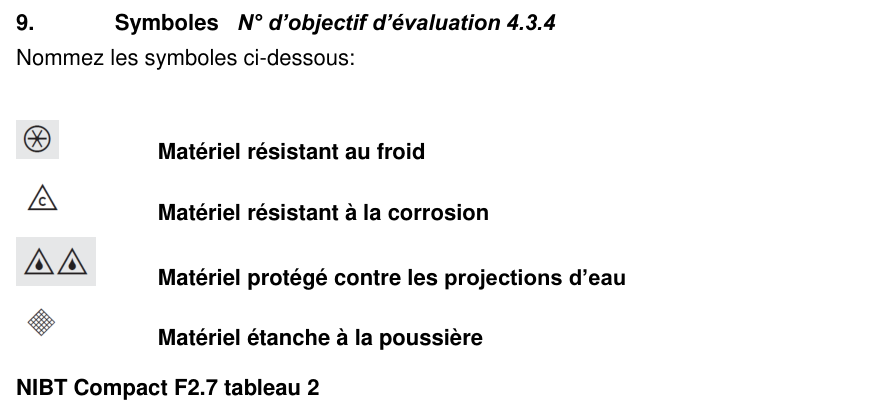 9. Symboles N° d’objectif d’évaluation 4.3.4
Nommez les symboles ci-dessous:
Matériel résistant au froid
C
Matériel résistant à la corrosion
Matériel protégé contre les projections d’eau
Matériel étanche à la poussière
NIBT Compact F2.7 tableau 2